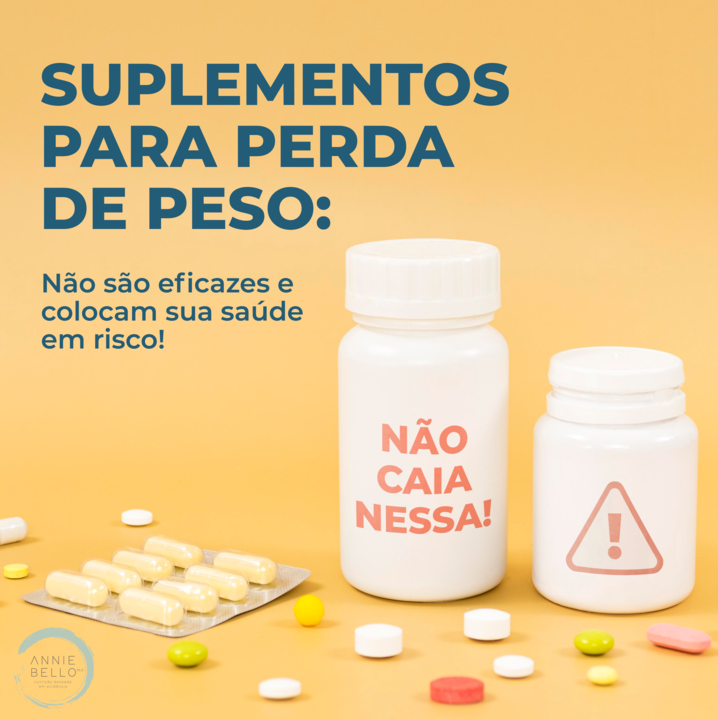 SUPLEMENTOS
PARA PERDA
DE PESO:
Não são eficazes e
colocam sua saúde
em risco!
NÃO
CAIA
NESSA!
!
ANNIE
BELLO